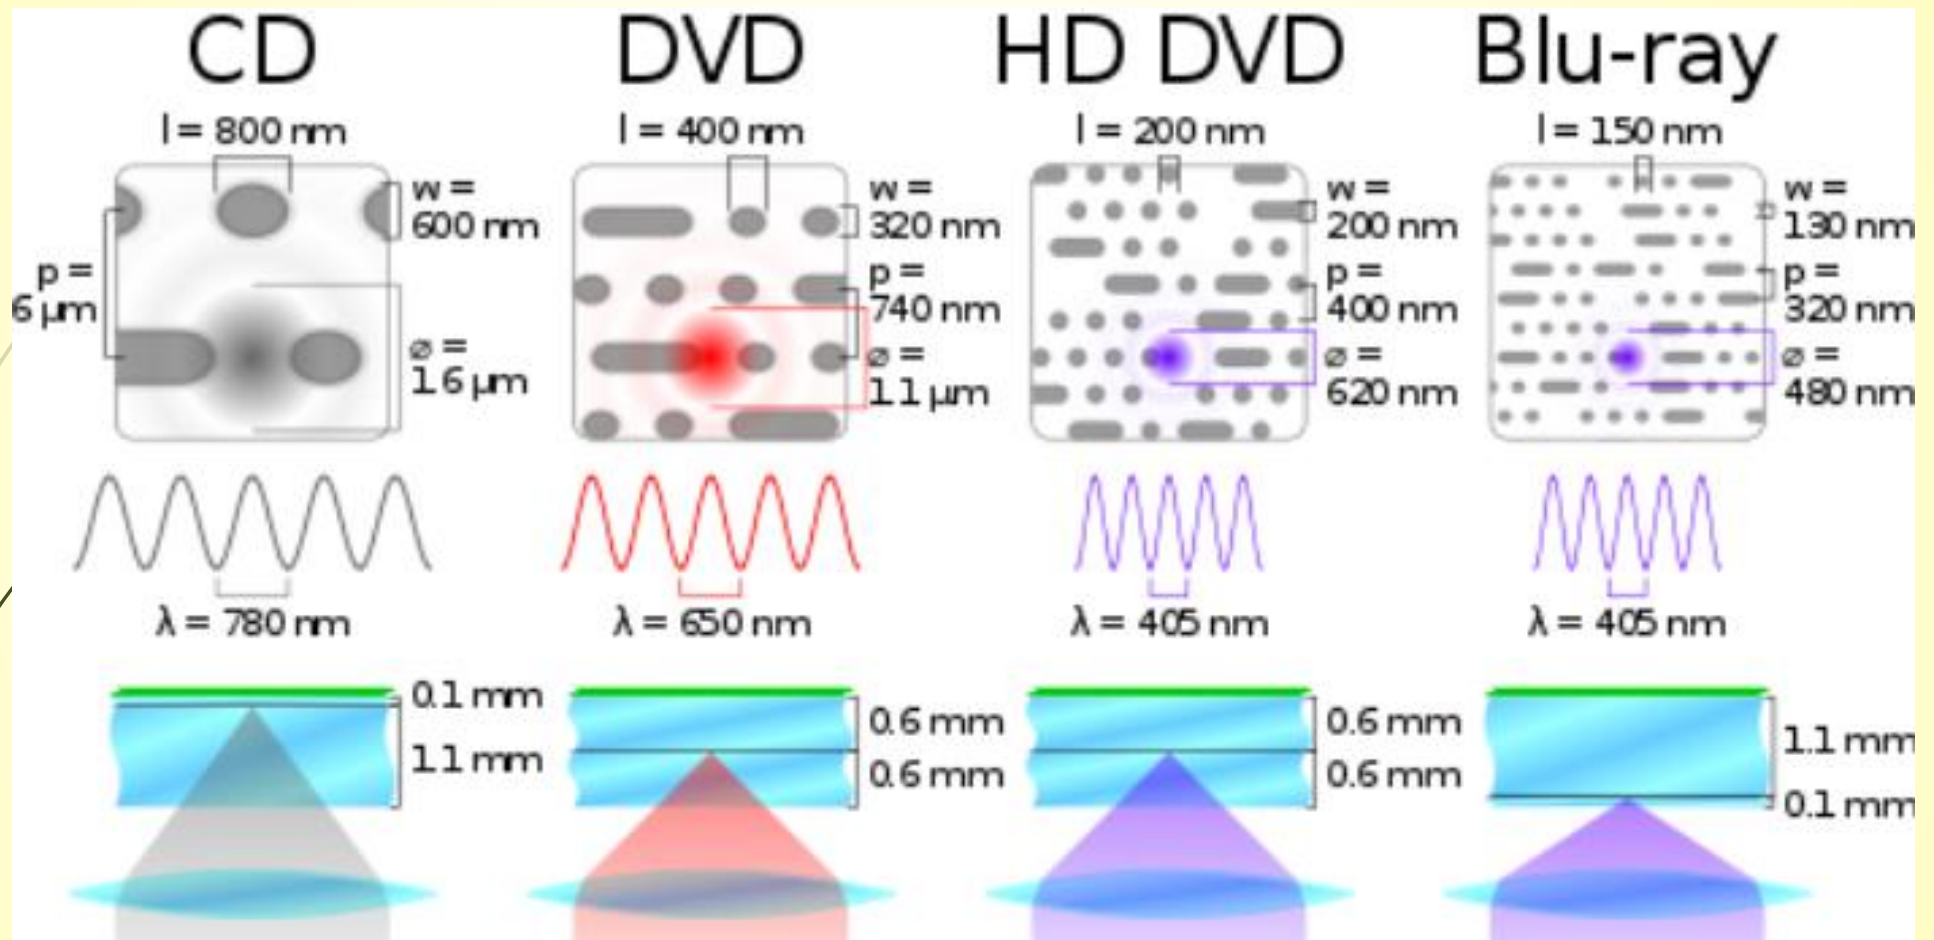 CD
l = 800 nm
w =
600 nm
p =
6 µm
ø =
1.6 µm
λ = 780 nm
0.1 mm
1.1 mm
DVD
l = 400 nm
w =
320 nm
p =
740 nm
ø =
1.1 µm
λ = 650 nm
0.6 mm
0.6 mm
HD DVD
l = 200 nm
w =
200 nm
p =
400 nm
ø =
620 nm
λ = 405 nm
0.6 mm
0.6 mm
Blu-ray
l = 150 nm
w =
130 nm
p =
320 nm
ø =
480 nm
λ = 405 nm
1.1 mm
0.1 mm